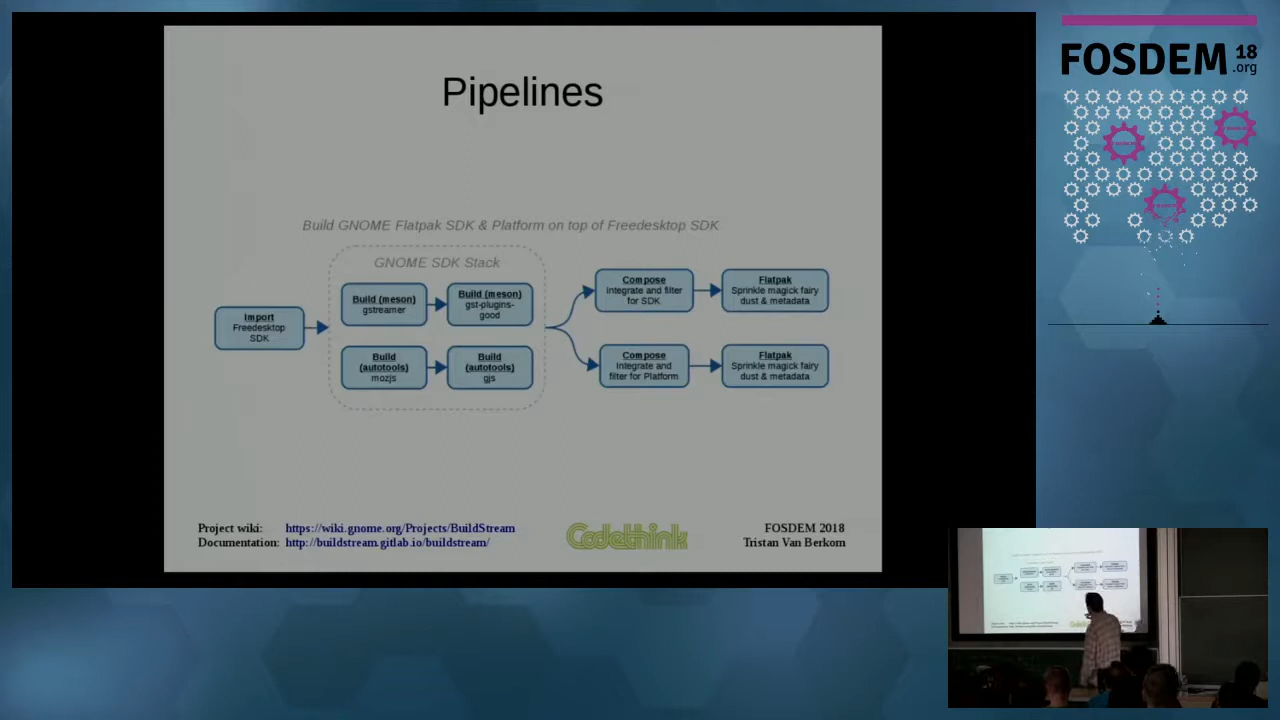 Pipelines
Build GNOME Flatpak SDK & Platform on top of Freedesktop SDK
GNOME SDK Stack
Import
Freedesktop
SDK
Build (meson)
gstreamer
Build (meson)
gst-plugins-
good
Build
(autotools)
mozjs
Build
(autotools)
gjs
Compose
Integrate and filter
for SDK
Flatpak
Sprinkle magick fairy
dust & metadata
Compose
Integrate and
filter for Platform
Flatpak
Sprinkle magick fairy
dust & metadata
Project wiki: https://wiki.gnome.org/Projects/BuildStream
Documentation: http://buildstream.gitlab.io/buildstream/
Codethink
FOSDEM 2018
Tristan Van Berkom
FOSDEM 18
.org